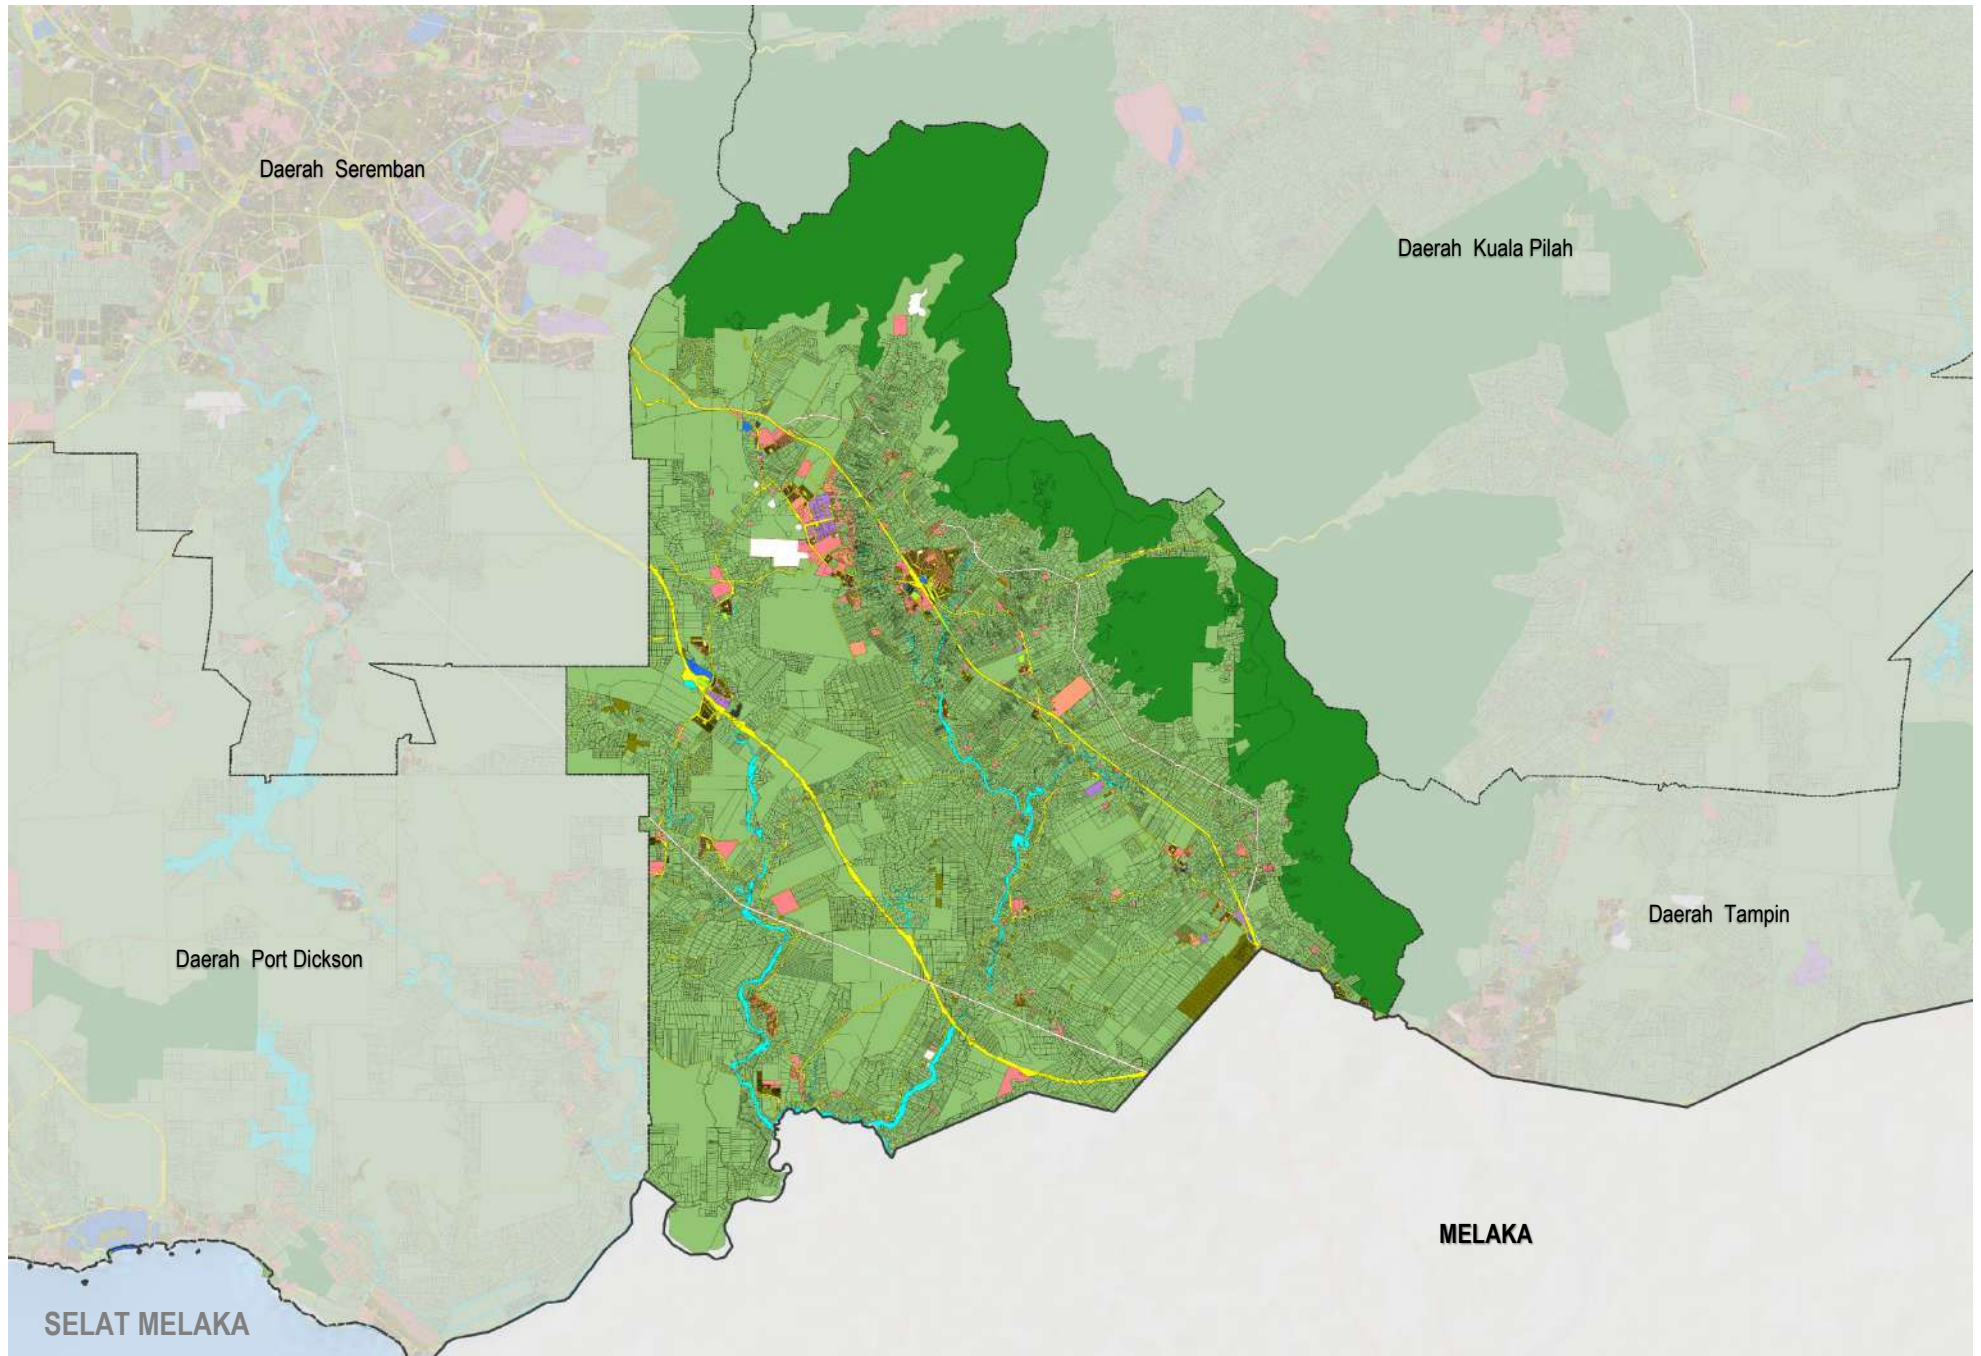 Daerah Seremban
Daerah Kuala Pilah
Daerah Tampin
Daerah Port Dickson
MELAKA
SELAT MELAKA